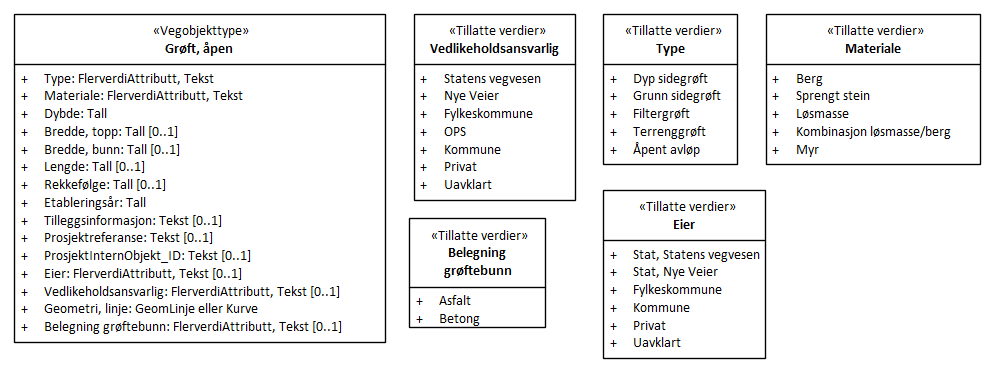 «Vegobjekttype»
Grøft, åpen
+ Type: FlerverdiAttributt, Tekst
+ Materiale: FlerverdiAttributt, Tekst
+ Dybde: Tall
+ Bredde, topp: Tall [0..1]
+ Bredde, bunn: Tall [0..1]
+ Lengde: Tall [0..1]
+ Rekkefølge: Tall [0..1]
+ Etableringsår: Tall
+ Tilleggsinformasjon: Tekst [0..1]
+ Prosjektreferanse: Tekst [0..1]
+ ProsjektInternObjekt_ID: Tekst [0..1]
+ Eier: FlerverdiAttributt, Tekst [0..1]
+ Vedlikeholdsansvarlig: FlerverdiAttributt, Tekst [0..1]
+ Geometri, linje: GeomLinje eller Kurve
+ Belegning grøftebunn: FlerverdiAttributt, Tekst [0..1]
«Tillatte verdier»
Vedlikeholdsansvarlig
+ Statens vegvesen
+ Nye Veier
+ Fylkeskommune
+ OPS
+ Kommune
+ Privat
+ Uavklart
«Tillatte verdier»
Type
+ Dyp sidegrøft
+ Grunn sidegrøft
+ Filtergrøft
+ Terrenggrøft
+ Åpent avløp
«Tillatte verdier»
Materiale
+ Berg
+ Sprengt stein
+ Løsmasse
+ Kombinasjon løsmasse/berg
+ Myr
«Tillatte verdier»
Belegning
grøftebunn
+ Asfalt
+ Betong
«Tillatte verdier»
Eier
+ Stat, Statens vegvesen
+ Stat, Nye Veier
+ Fylkeskommune
+ Kommune
+ Privat
+ Uavklart